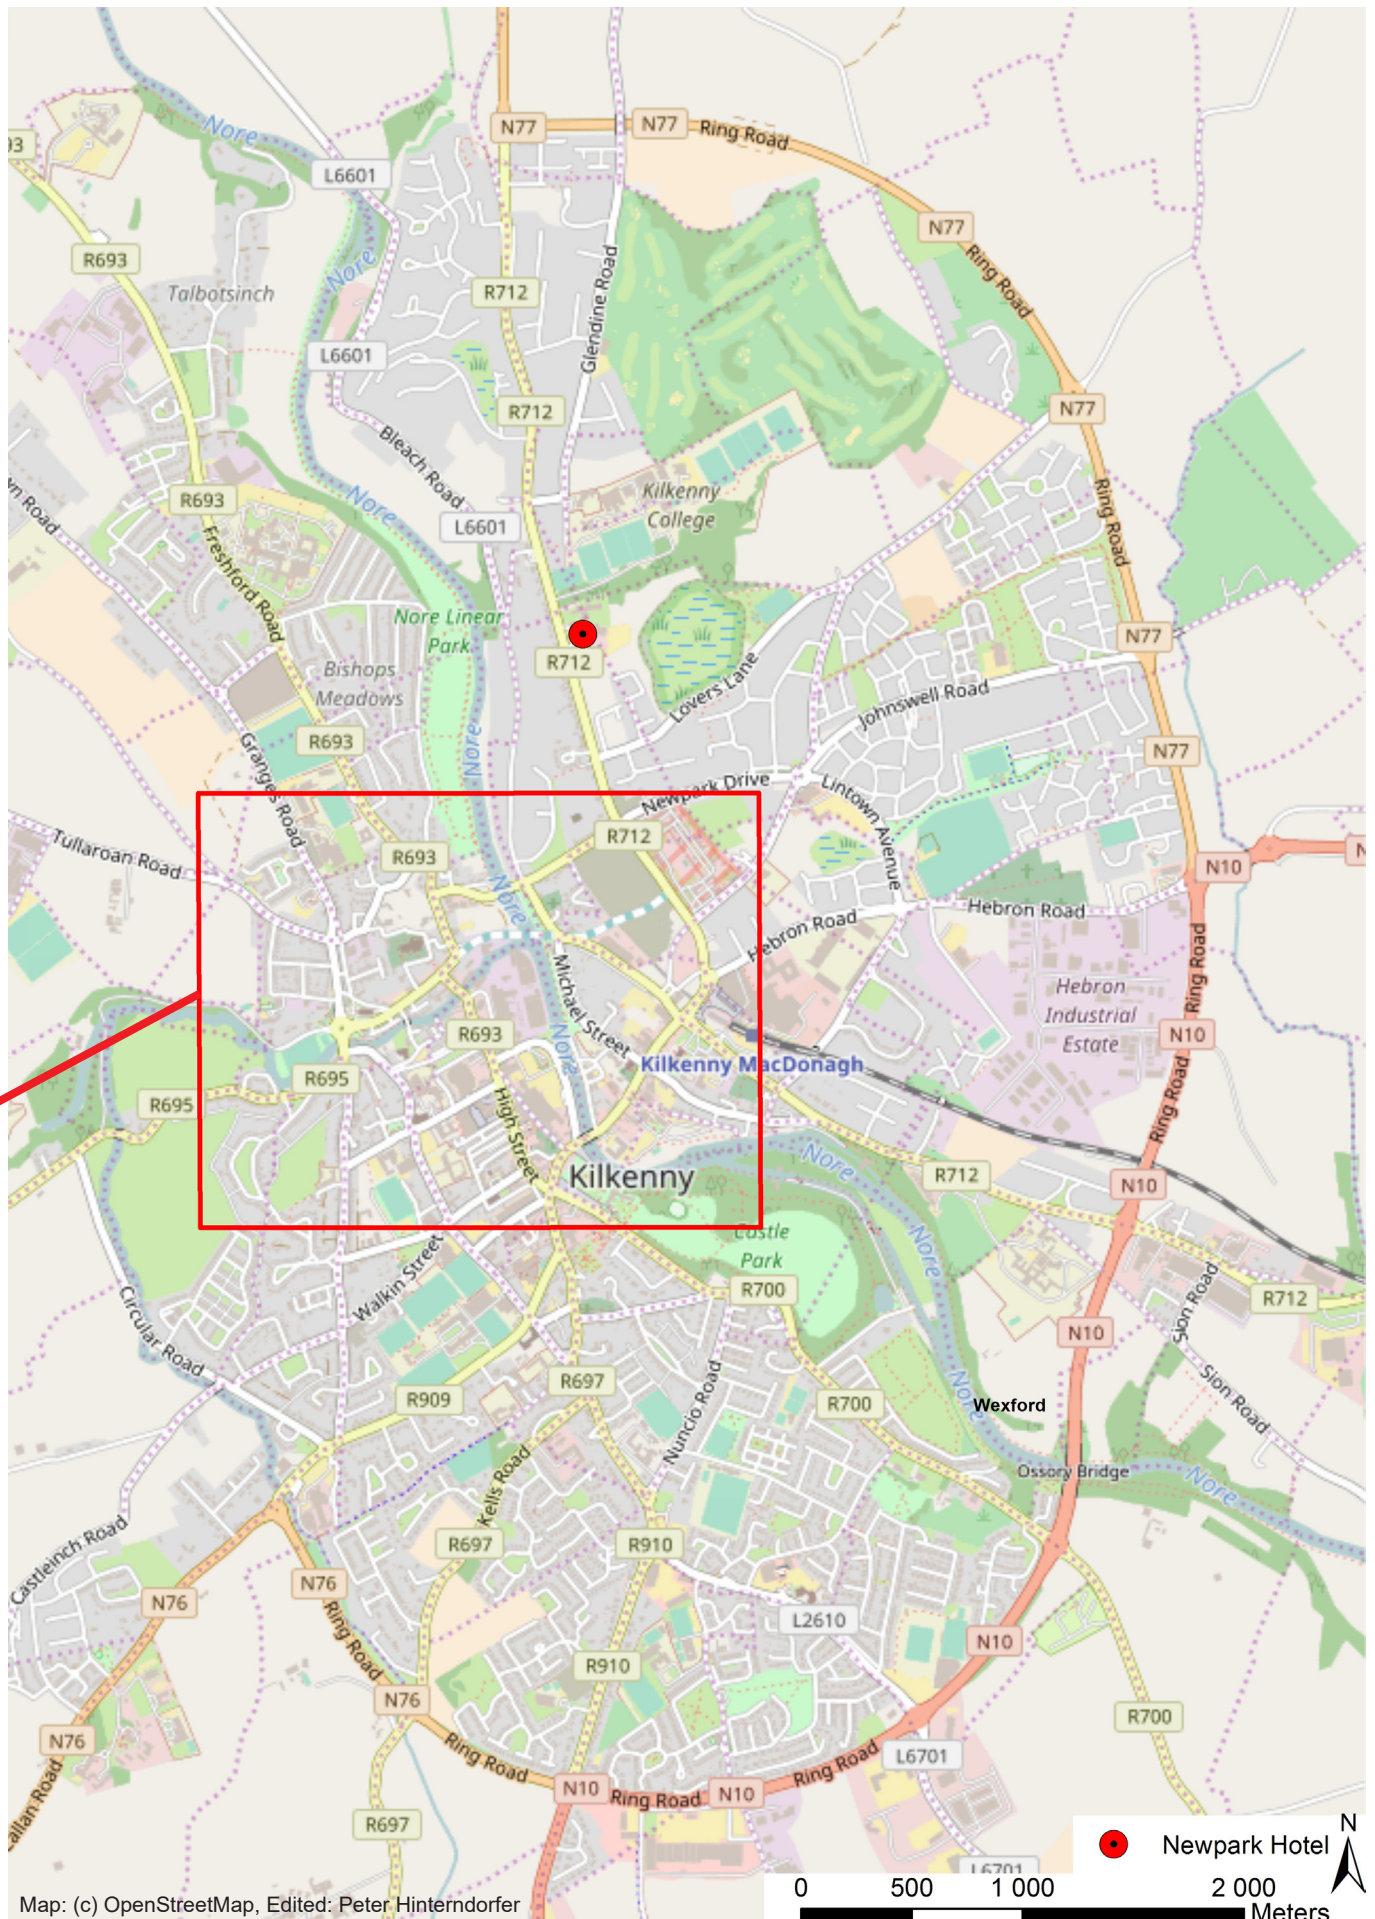 Nore
N77
N77
Ring Road
93
L6601
N77
R693
Nore
Ring Road
Talbotsinch
R712
Glendine Road
L6601
R712
N77
Bleach Road
Kilkenny
College
Ring Road
R693
Nore
L6601
yn Road
Freshford Road
Nore Linear
Park
N77
R712
Bishops
Meadows
Lovers Lane
Johnswell Road
R693
Nore
N77
Granges Road
Newpark Drive
Lintown Avenue
R712
Tullaroan Road
R693
N10
N
Nore
Hebron Road
Hebron Road
Ring Road
Michael Street
Hebron
Industrial
Estate
R693
Nore
N10
Kilkenny MacDonagh
R695
R695
High Street
Ring Road
Nore
Kilkenny
R712
N10
Castle
Park
Nore
Walkin Street
R700
R712
Sion Road
Circular Road
N10
R697
R909
R700
Nore
Wexford
Sion Road
Nuncio Road
Ossory Bridge
Nore
Kells Road
Castleinch Road
R697
R910
N76
N76
L2610
Ring Road
N10
R910
N76
R700
N76
Ring Road
L6701
Ring Road
allan Road
N10
Ring Road
N10
R697
L6701
N
Newpark Hotel
0 500 1 000 2 000
Meters
Map: (c) OpenStreetMap, Edited: Peter Hinterndorfer